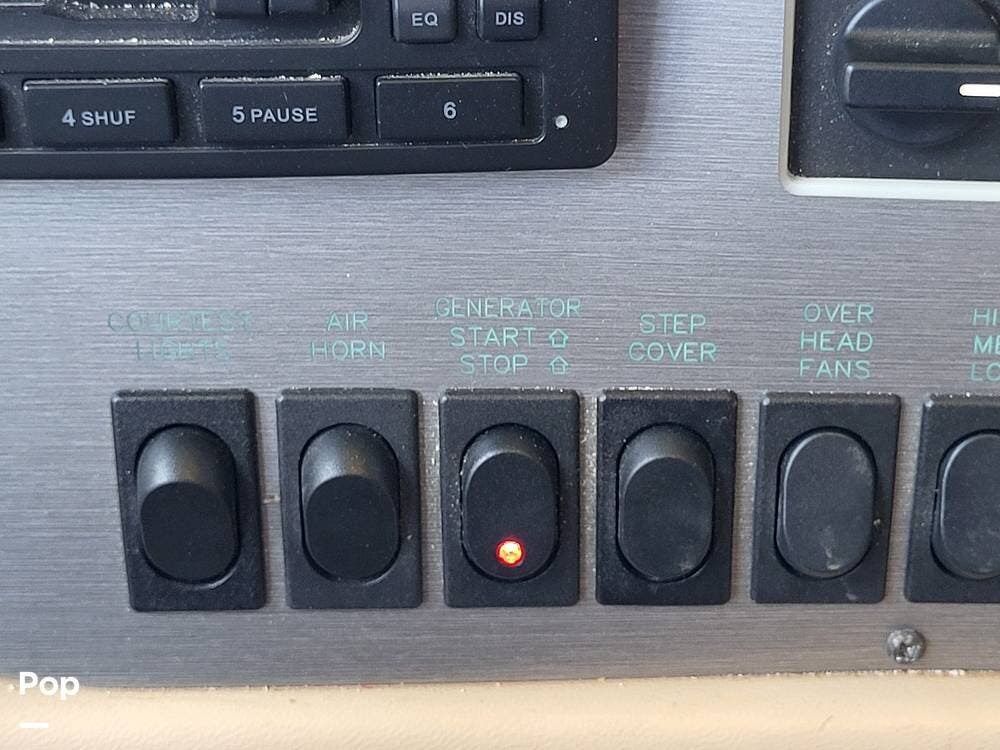 EQ
DIS
4 SHUF
5 PAUSE
6
COURTESY
LIGHTS
AIR
HORN
GENERATOR
START
STOP
STEP
COVER
OVER
HEAD
FANS
Pop